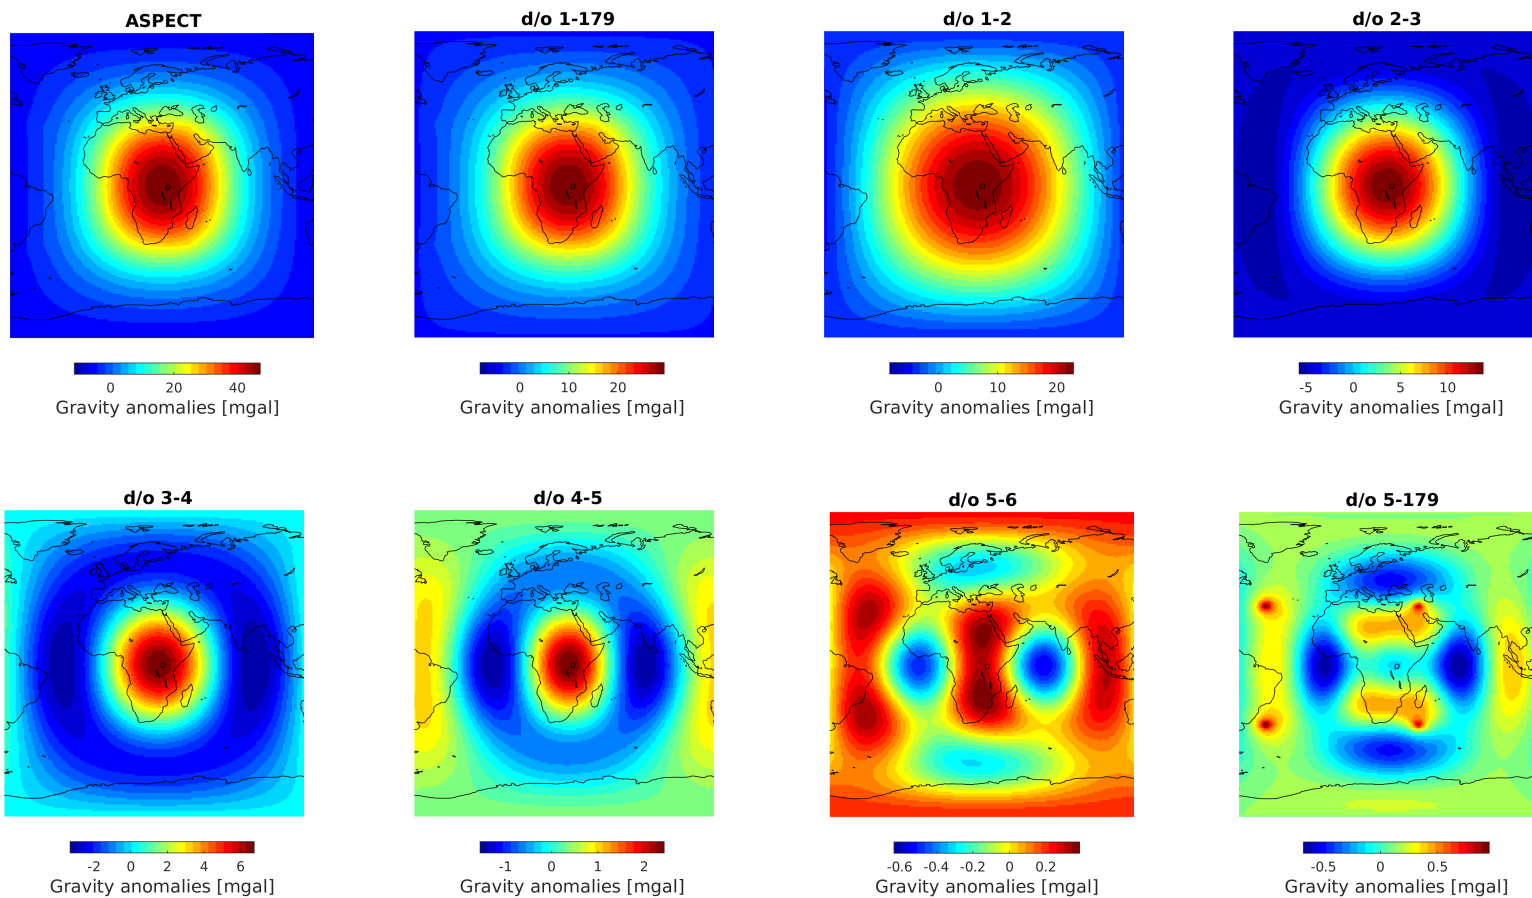 ASPECT
d/o 1-179
d/o 1-2
d/o 2-3
0 20 40
Gravity anomalies [mgal]
0 10 20
Gravity anomalies [mgal]
0 10 20
Gravity anomalies [mgal]
-5 0 5 10
Gravity anomalies [mgal]
d/o 3-4
d/o 4-5
d/o 5-6
d/o 5-179
-2 0 2 4 6
Gravity anomalies [mgal]
-1 0 1 2
Gravity anomalies [mgal]
-0.6 -0.4 -0.2 0 0.2
Gravity anomalies [mgal]
-0.5 0 0.5
Gravity anomalies [mgal]